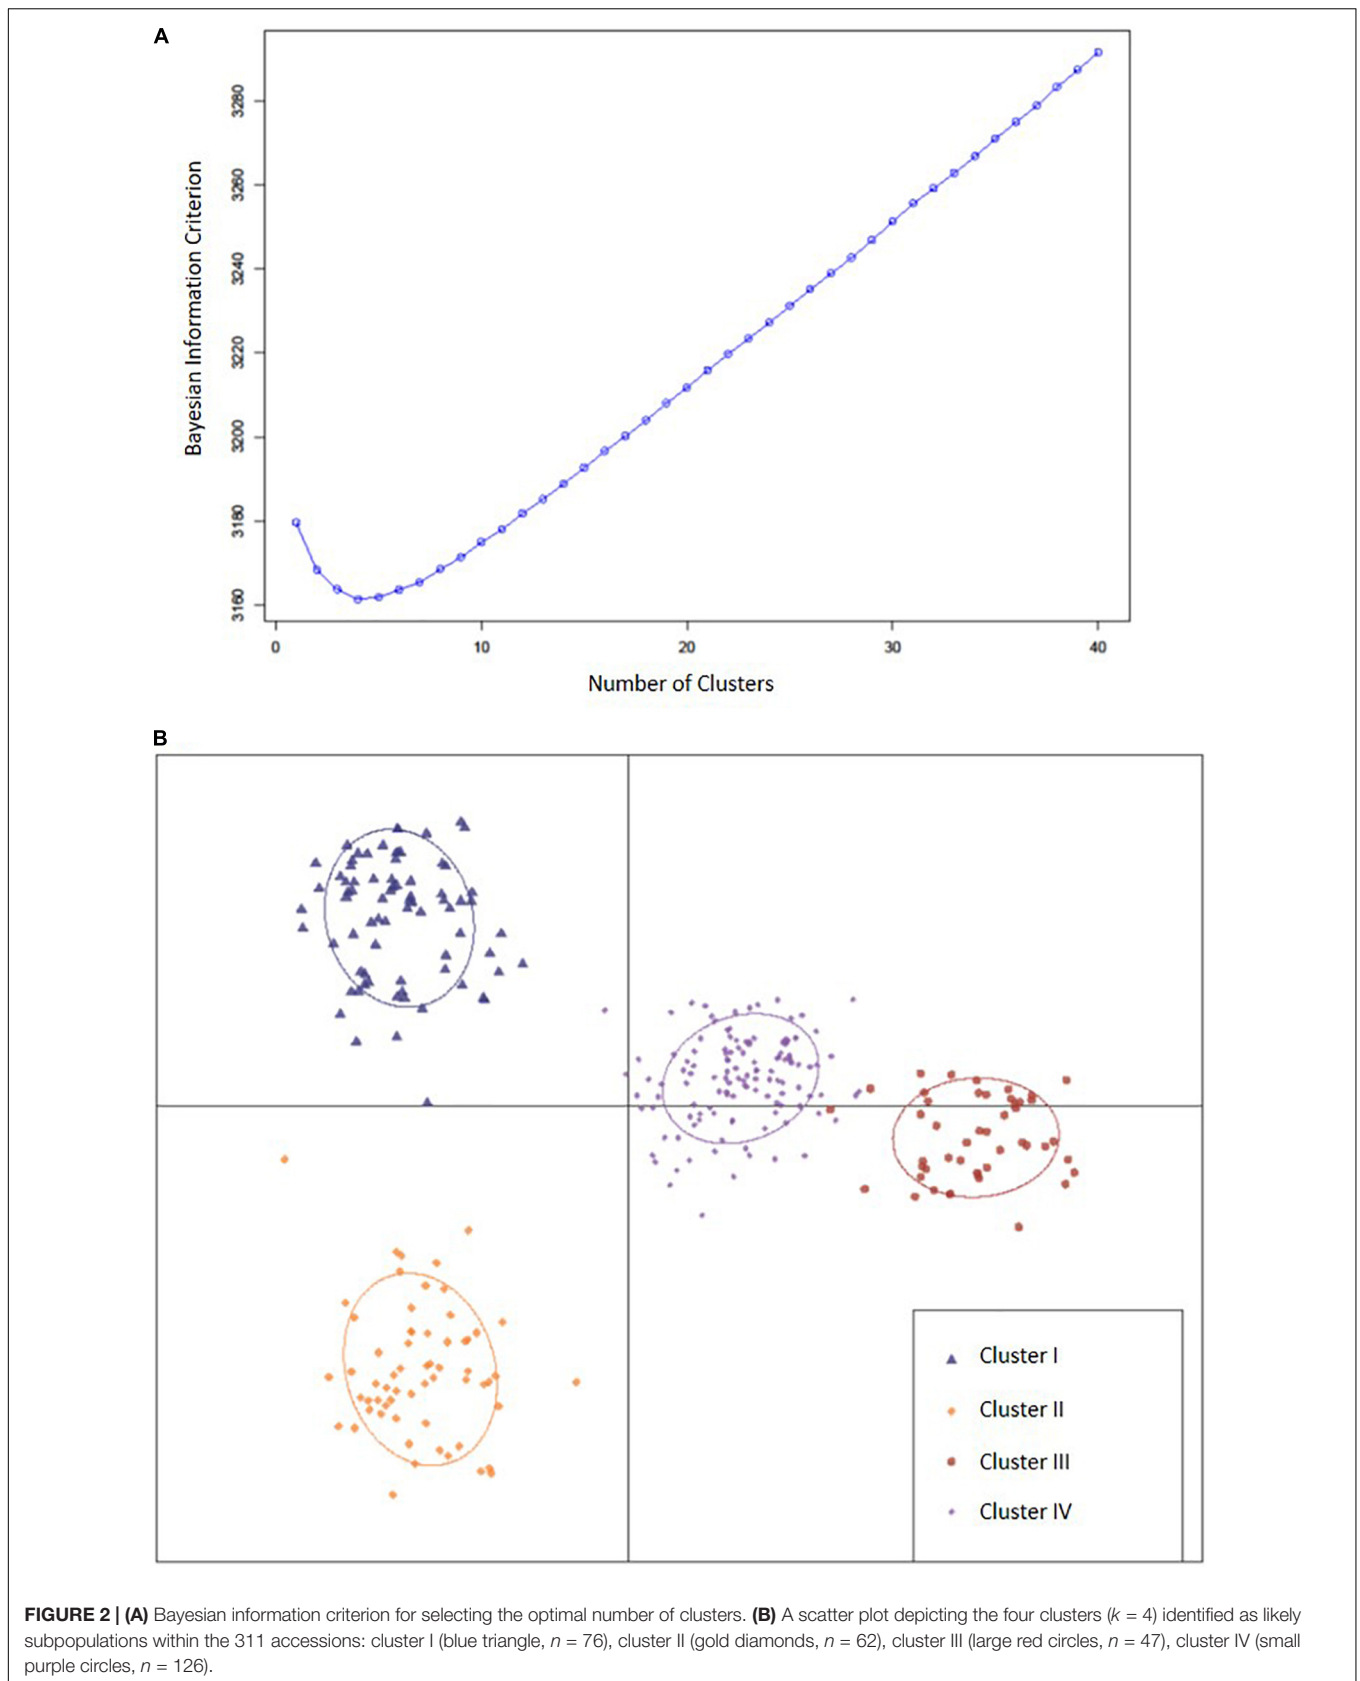 A
Bayesian Information Criterion
3280
3260
3240
3220
3200
3180
3160
0 10 20 30 40
Number of Clusters
B
Cluster I
Cluster II
Cluster III
Cluster IV
FIGURE 2 | (A) Bayesian information criterion for selecting the optimal number of clusters. (B) A scatter plot depicting the four clusters (k = 4) identified as likely
subpopulations within the 311 accessions: cluster I (blue triangle, n = 76), cluster II (gold diamonds, n = 62), cluster III (large red circles, n = 47), cluster IV (small
purple circles, n = 126).